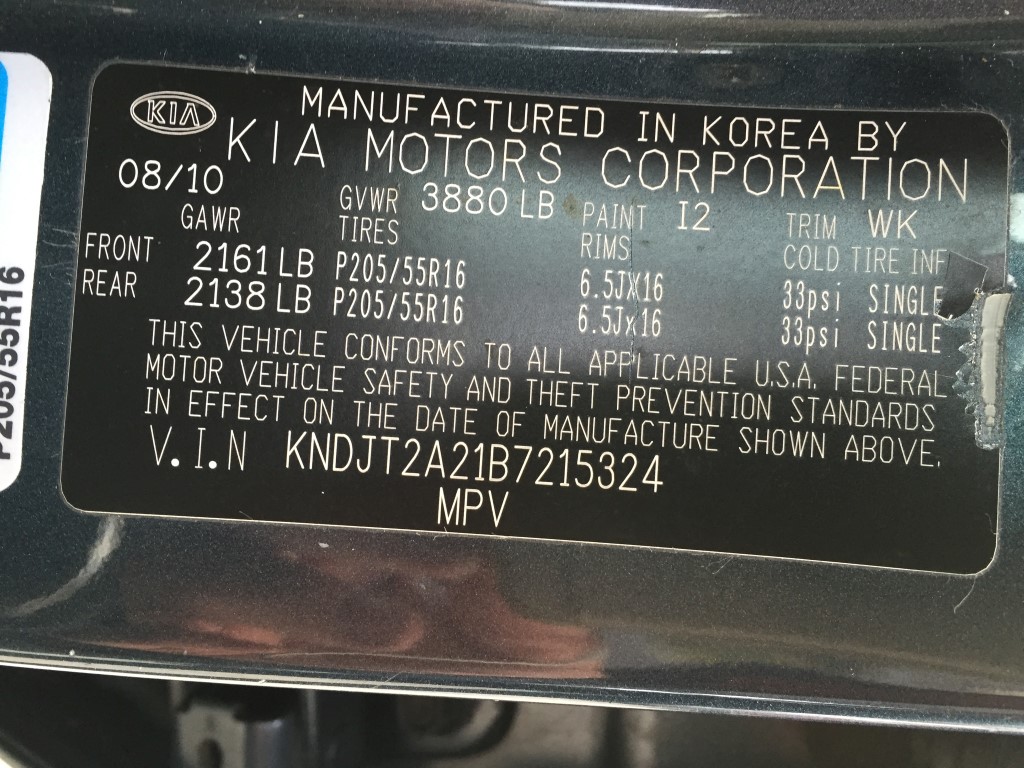 KIA MANUFACTURED IN KOREA BY
KIA MOTORS CORPORATION
08/10 GVWR 3880 LB PAINT I2 TRIM WK
GAWR TIRES RIMS COLD TIRE INF
FRONT 2161 LB P205/55R16 6.5JX16 33psi SINGLE
REAR 2138 LB P205/55R16 6.5Jx16 33psi SINGLE
THIS VEHICLE CONFORMS TO ALL APPLICABLE U.S.A. FEDERAL
MOTOR VEHICLE SAFETY AND THEFT PREVENTION STANDARDS
IN EFFECT ON THE DATE OF MANUFACTURE SHOWN ABOVE.
V.I.N KNDJT2A21B7215324
MPV
P205/55R16